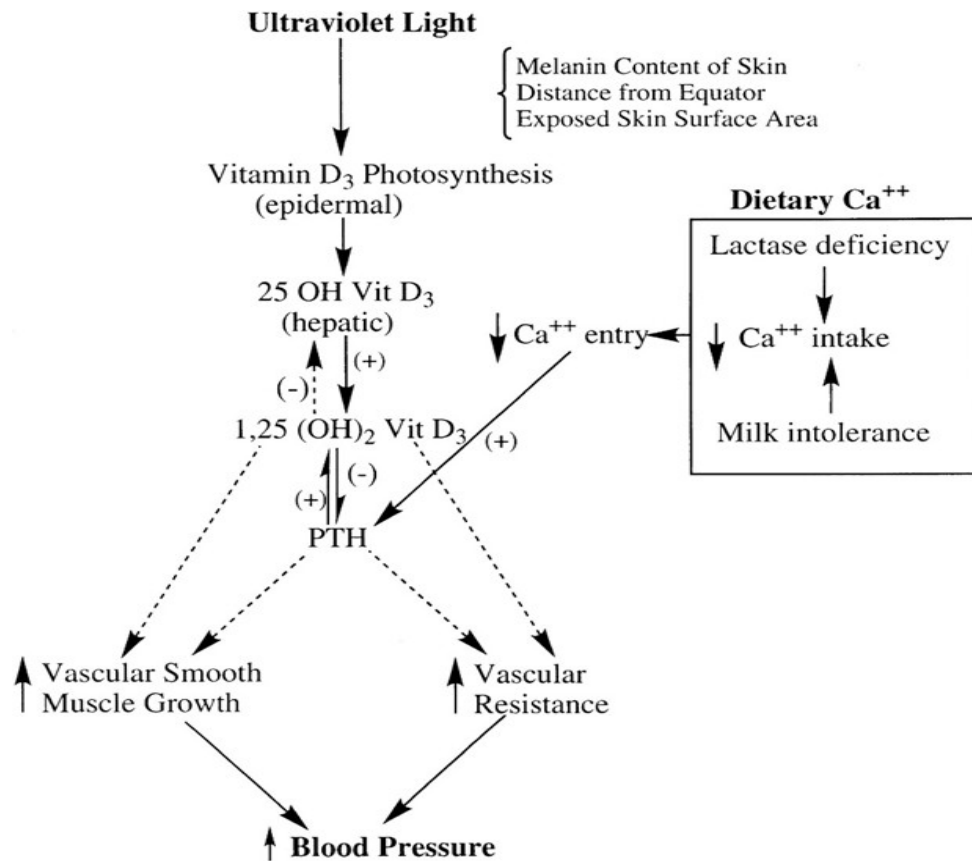 Ultraviolet Light
Melanin Content of Skin
Distance from Equator
Exposed Skin Surface Area
Vitamin D₃ Photosynthesis
(epidermal)
Dietary Ca⁺⁺
Lactase deficiency
25 OH Vit D₃
(hepatic)
Ca⁺⁺ entry
Ca⁺⁺ intake
(+)
(-)
1,25 (OH)₂ Vit D₃
(+)
Milk intolerance
(-)
(+)
PTH
Vascular Smooth
Muscle Growth
Vascular
Resistance
Blood Pressure